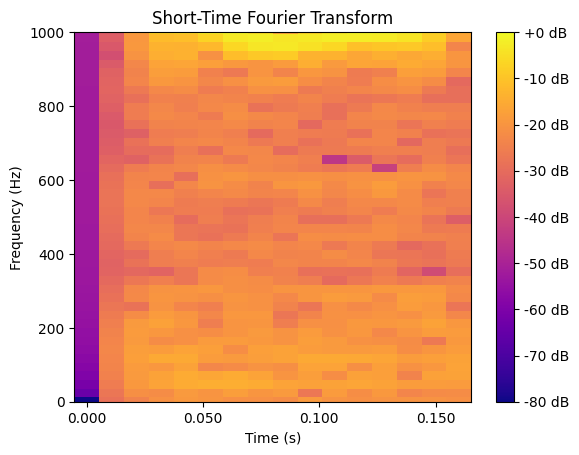 Short-Time Fourier Transform
Frequency (Hz)
1000
800
600
400
200
0
0.000
0.050
0.100
0.150
Time (s)
+0 dB
-10 dB
-20 dB
-30 dB
-40 dB
-50 dB
-60 dB
-70 dB
-80 dB